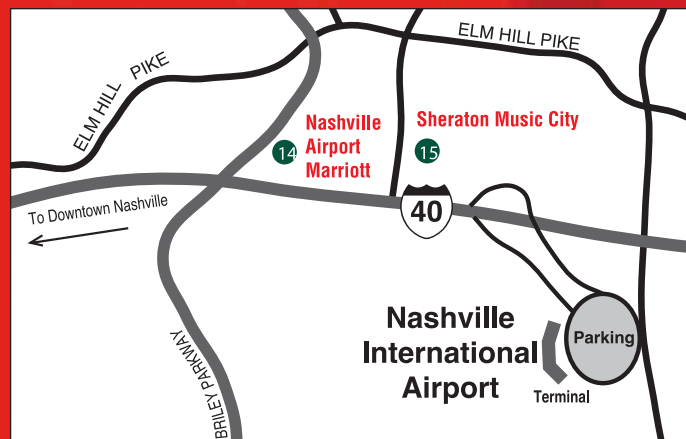 ELM HILL PIKE
ELM HILL PIKE
Nashville
Airport
Marriott
14
Sheraton Music City
15
To Downtown Nashville
40
Nashville
International
Airport
Parking
Terminal
BRILEY PARKWAY